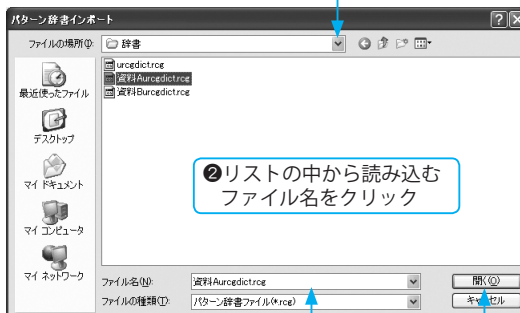 パターン辞書インポート
ファイルの場所(I):
辞書
urcgdict.rcg
資料Aurcgdict.rcg
資料Burcgdict.rcg
最近使ったファイル
デスクトップ
マイ ドキュメント
マイ コンピュータ
マイ ネットワーク
❷リストの中から読み込む
ファイル名をクリック
ファイル名(N):
資料Aurcgdict.rcg
開く(O)
ファイルの種類(T):
パターン辞書ファイル(*.rcg)
キャンセル